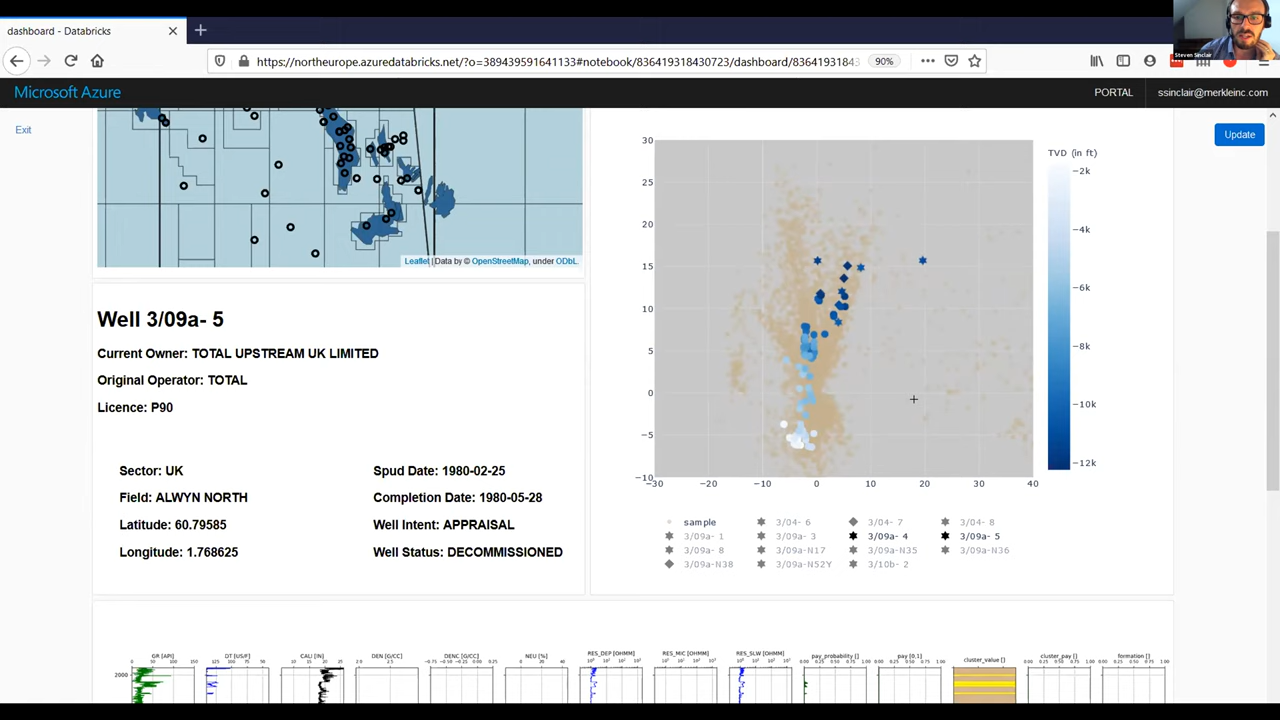 dashboard - Databricks
https://northeurope.azuredatabricks.net/?o=19591641133#notebook/836419318430723/dashboard/83641931843
90%
Steven Sinclair
Microsoft Azure
PORTAL
ssinclair@merkleinc.com
Exit
Update
Leaflet | Data by © OpenStreetMap, under ODbL.
Well 3/09a- 5
Current Owner: TOTAL UPSTREAM UK LIMITED
Original Operator: TOTAL
Licence: P90
Sector: UK
Spud Date: 1980-02-25
Field: ALWYN NORTH
Completion Date: 1980-05-28
Latitude: 60.79585
Well Intent: APPRAISAL
Longitude: 1.768625
Well Status: DECOMMISSIONED
30
25
20
15
10
5
0
−5
−10
−30 −20 −10 0 10 20 30 40
TVD (in ft)
2k
4k
6k
8k
10k
12k
sample 3/04- 6 3/04- 7 3/04- 8
3/09a- 1 3/09a- 3 3/09a- 4 3/09a- 5
3/09a- 8 3/09a-N17 3/09a-N35 3/09a-N36
3/09a-N38 3/09a-N52Y 3/10b- 2
GR [API] DT [US/F] CALI [IN] DEN [G/CC] DENC [G/CC] NEU [%] RES_DEP [OHMM] RES_MIC [OHMM] RES_SLW [OHMM] pay_probability [] pay [0,1] cluster_value [] cluster_pay [] formation []
2000